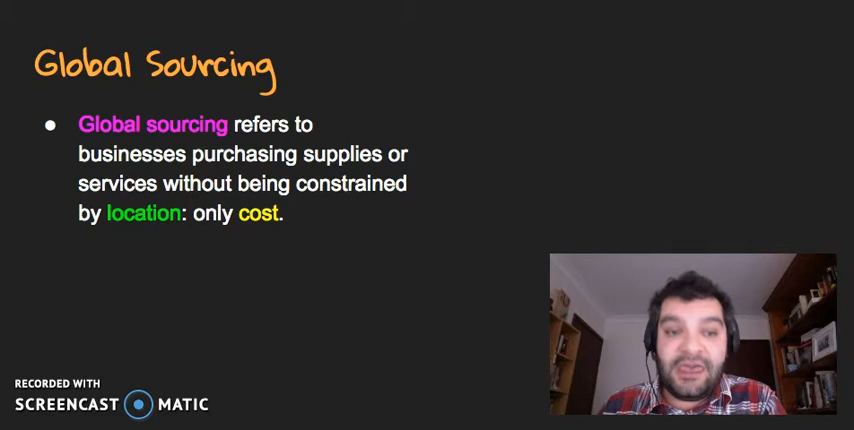 Global Sourcing
● Global sourcing refers to
businesses purchasing supplies or
services without being constrained
by location: only cost.
RECORDED WITH
SCREENCAST MATIC